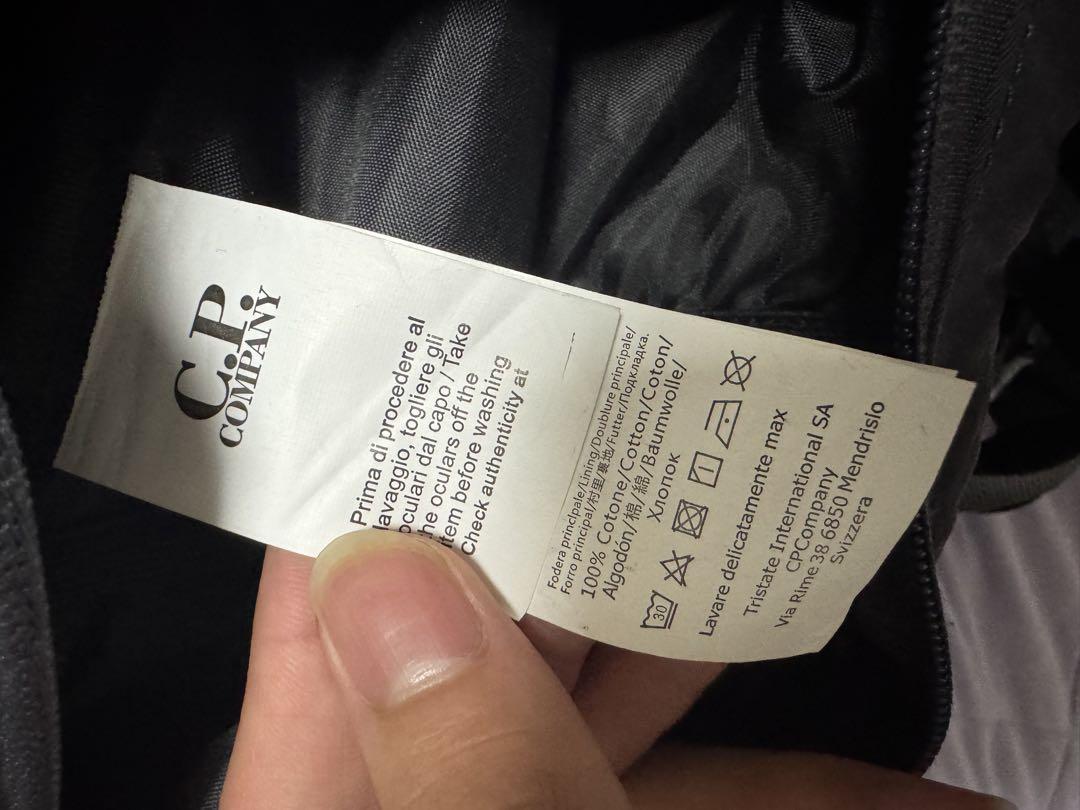 C.P.
COMPANY
Prima di procedere al
lavaggio, togliere gli
oculari dal capo / Take
the oculars off the
item before washing
Check authenticity at
Fodera principale/Lining/Doublure principale/
Forro principal/村里/裏地/Futter/Подкладка.
100% Cotone/Cotton/Coton/
Algodón/棉/綿/Baumwolle/
Хлопок
30
Lavare delicatamente max
Tristate International SA
CPCompany
Via Rime 38 6850 Mendrisio
Svizzera